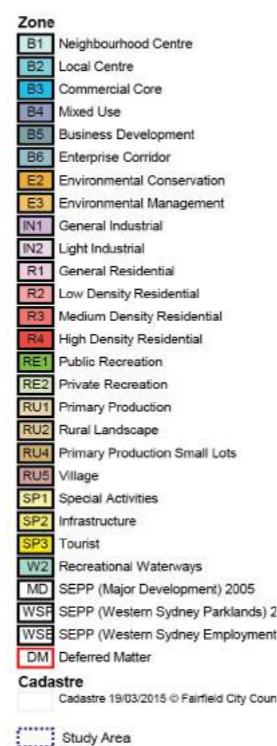 Zone
B1 Neighbourhood Centre
B2 Local Centre
B3 Commercial Core
B4 Mixed Use
B5 Business Development
B6 Enterprise Corridor
E2 Environmental Conservation
E3 Environmental Management
IN1 General Industrial
IN2 Light Industrial
R1 General Residential
R2 Low Density Residential
R3 Medium Density Residential
R4 High Density Residential
RE1 Public Recreation
RE2 Private Recreation
RU1 Primary Production
RU2 Rural Landscape
RU4 Primary Production Small Lots
RU5 Village
SP1 Special Activities
SP2 Infrastructure
SP3 Tourist
W2 Recreational Waterways
MD SEPP (Major Development) 2005
WSP SEPP (Western Sydney Parklands) 2
WSE SEPP (Western Sydney Employment
DM Deferred Matter
Cadastre
Cadastre 19/03/2015 © Fairfield City Coun
Study Area